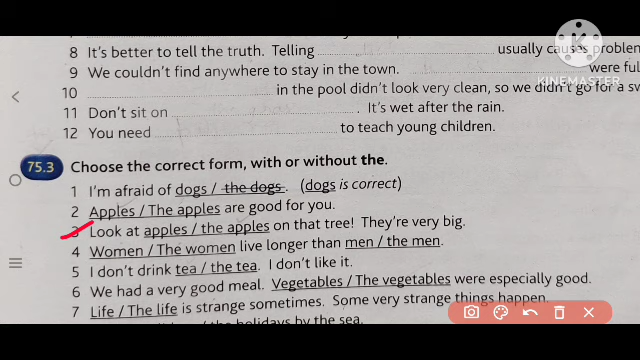 8 It's better to tell the truth. Telling usually causes problem
9 We couldn't find anywhere to stay in the town. were ful
10 in the pool didn't look very clean, so we didn't go for a sw
11 Don't sit on . It's wet after the rain.
12 You need to teach young children.
KINEMASTER
75.3 Choose the correct form, with or without the.
1 I'm afraid of dogs / the dogs. (dogs is correct)
2 Apples / The apples are good for you.
3 Look at apples / the apples on that tree! They're very big.
4 Women / The women live longer than men / the men.
5 I don't drink tea / the tea. I don't like it.
6 We had a very good meal. Vegetables / The vegetables were especially good.
7 Life / The life is strange sometimes. Some very strange things happen.
holidays by the sea.